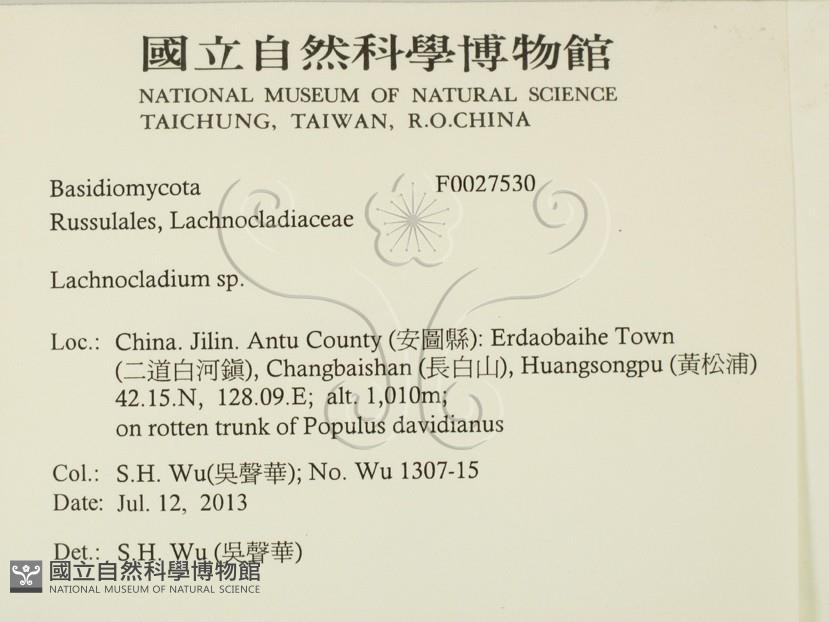 國立自然科學博物館
NATIONAL MUSEUM OF NATURAL SCIENCE
TAICHUNG, TAIWAN, R.O.CHINA
Basidiomycota F0027530
Russulales, Lachnocladiaceae
Lachnocladium sp.
Loc.: China. Jilin. Antu County (安圖縣): Erdaobaihe Town
(二道白河鎮), Changbaishan (長白山), Huangsongpu (黃松浦)
42.15.N, 128.09.E; alt. 1,010m;
on rotten trunk of Populus davidianus
Col.: S.H. Wu(吳聲華); No. Wu 1307-15
Date: Jul. 12, 2013
Det.: S.H. Wu (吳聲華)
國立自然科學博物館
NATIONAL MUSEUM OF NATURAL SCIENCE